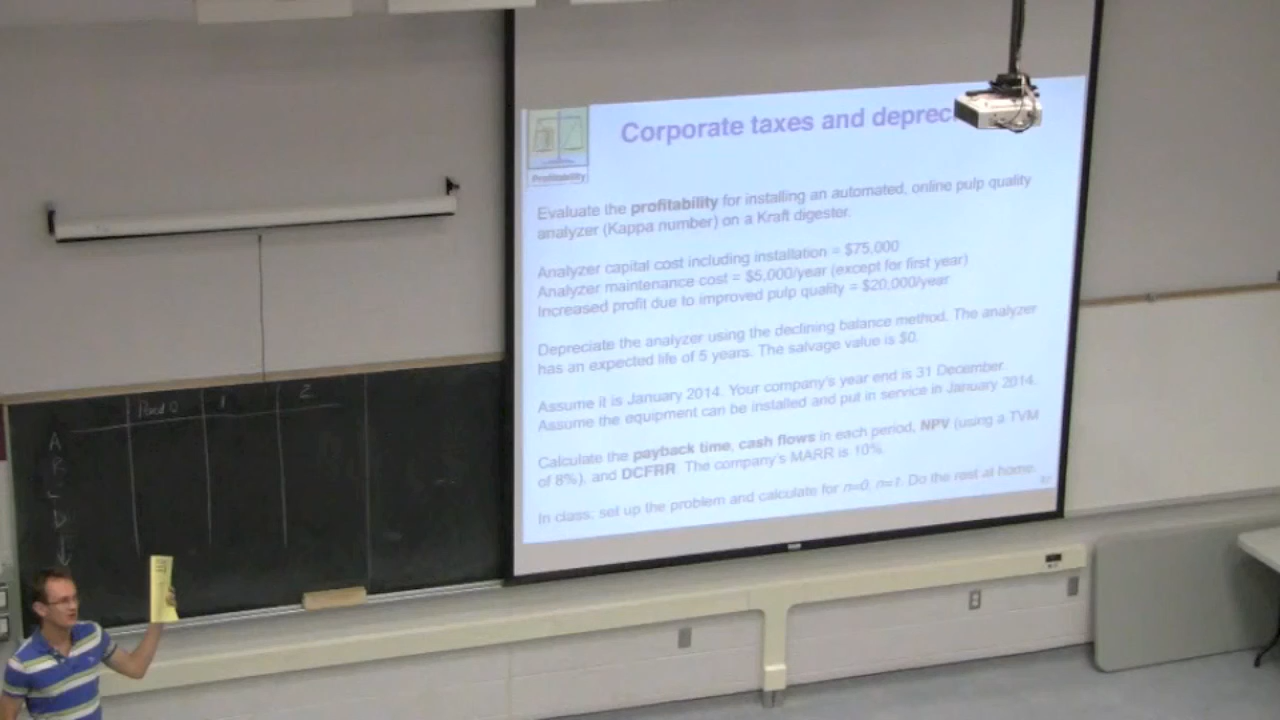 Corporate taxes and deprec
Profitability
Evaluate the profitability for installing an automated, online pulp quality
analyzer (Kappa number) on a Kraft digester.
Analyzer capital cost including installation = $75,000
Analyzer maintenance cost = $5,000/year (except for first year)
Increased profit due to improved pulp quality = $20,000/year
Depreciate the analyzer using the declining balance method. The analyzer
has an expected life of 5 years. The salvage value is $0.
Assume it is January 2014. Your company's year end is 31 December.
Assume the equipment can be installed and put in service in January 2014.
Calculate the payback time, cash flows in each period, NPV (using a TVM
of 8%), and DCFRR. The company's MARR is 10%.
In class: set up the problem and calculate for n=0, n=1. Do the rest at home.
1 2
A
D